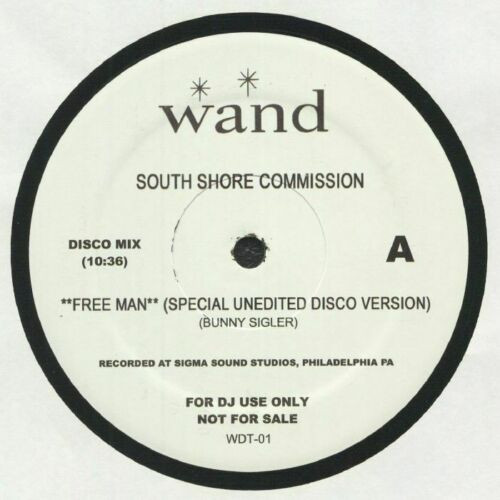 wand
SOUTH SHORE COMMISSION
DISCO MIX
(10:36)
A
**FREE MAN** (SPECIAL UNEDITED DISCO VERSION)
(BUNNY SIGLER)
RECORDED AT SIGMA SOUND STUDIOS, PHILADELPHIA PA
FOR DJ USE ONLY
NOT FOR SALE
WDT-01